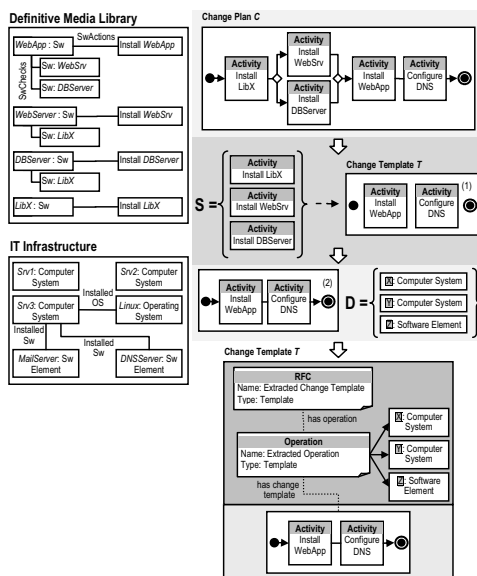 Definitive Media Library
SwActions
WebApp : Sw
Install WebApp
SwChecks
Sw: WebSrv
Sw: DBServer
WebServer : Sw
Install WebSrv
Sw: LibX
DBServer : Sw
Install DBServer
Sw: LibX
LibX : Sw
Install LibX
IT Infrastructure
Srv1: Computer
System
Srv2: Computer
System
Installed
OS
Srv3: Computer
System
Linux: Operating
System
Installed
Sw
Installed
Sw
MailServer: Sw
Element
DNSServer: Sw
Element
Change Plan C
Activity
Install
LibX
Activity
Install
WebSrv
Activity
Install
DBServer
Activity
Install
WebApp
Activity
Configure
DNS
S =
Activity
Install LibX
Activity
Install WebSrv
Activity
Install DBServer
Change Template T
Activity
Install
WebApp
Activity
Configure
DNS
(1)
Activity
Install
WebApp
Activity
Configure
DNS
(2)
D =
X: Computer System
Y: Computer System
Z: Software Element
Change Template T
RFC
Name: Extracted Change Template
Type: Template
has operation
Operation
Name: Extracted Operation
Type: Template
X: Computer
System
Y: Computer
System
Z: Software
Element
has change
template
Activity
Install
WebApp
Activity
Configure
DNS